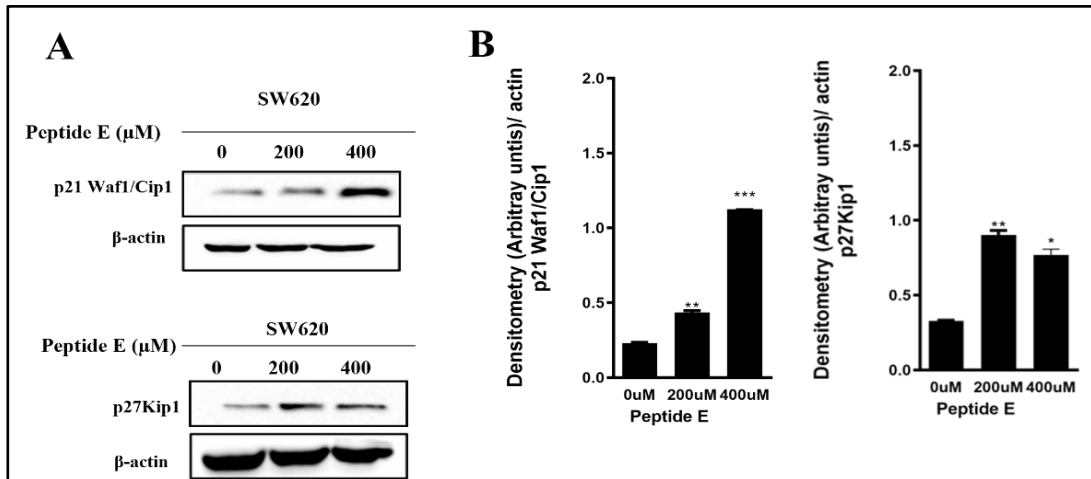 A
SW620
Peptide E (µM)
0 200 400
p21 Waf1/Cip1
β-actin
SW620
Peptide E (µM)
0 200 400
p27Kip1
β-actin
B
Densitometry (Arbitray untis)/ actin
p21 Waf1/Cip1
2.0
1.5
1.0
0.5
0.0
**
***
0uM 200uM 400uM
Peptide E
Densitometry (Arbitray untis)/ actin
p27Kip1
2.0
1.5
1.0
0.5
0.0
**
*
0uM 200uM 400uM
Peptide E